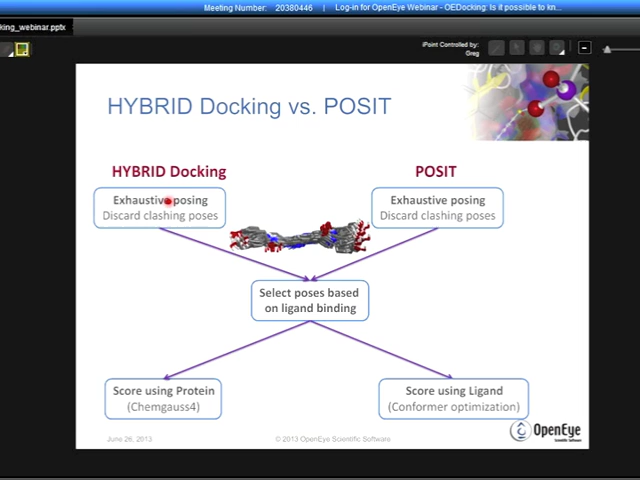 Meeting Number: 20380446 | Log-in for OpenEye Webinar - OEDocking: Is it possible to kn...
king_webinar.pptx
iPoint Controlled by:
Greg
HYBRID Docking vs. POSIT
HYBRID Docking
POSIT
Exhaustive posing
Discard clashing poses
Exhaustive posing
Discard clashing poses
Select poses based
on ligand binding
Score using Protein
(Chemgauss4)
Score using Ligand
(Conformer optimization)
OpenEye
Scientific Software
June 26, 2013
© 2013 OpenEye Scientific Software